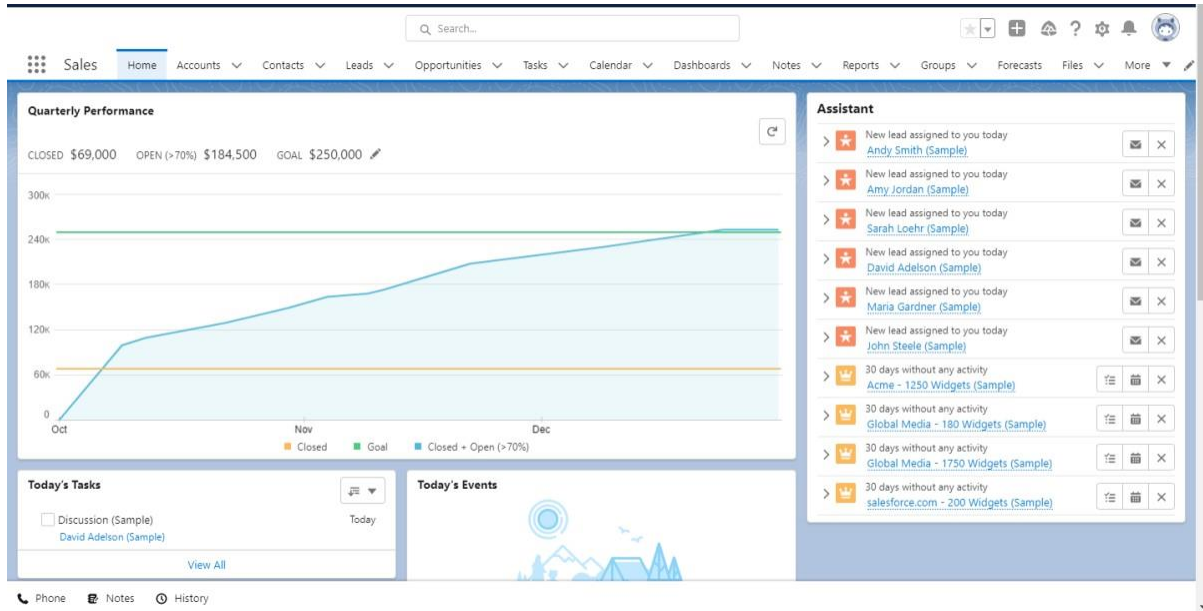 Search...
Sales Home Accounts Contacts Leads Opportunities Tasks Calendar Dashboards Notes Reports Groups Forecasts Files More
Quarterly Performance
CLOSED $69,000 OPEN (>70%) $184,500 GOAL $250,000
300K
240K
180K
120K
60K
0
Oct Nov Dec
Closed Goal Closed + Open (>70%)
Assistant
New lead assigned to you today
Andy Smith (Sample)
New lead assigned to you today
Amy Jordan (Sample)
New lead assigned to you today
Sarah Loehr (Sample)
New lead assigned to you today
David Adelson (Sample)
New lead assigned to you today
Maria Gardner (Sample)
New lead assigned to you today
John Steele (Sample)
30 days without any activity
Acme - 1250 Widgets (Sample)
30 days without any activity
Global Media - 180 Widgets (Sample)
30 days without any activity
Global Media - 1750 Widgets (Sample)
30 days without any activity
salesforce.com - 200 Widgets (Sample)
Today's Tasks
Discussion (Sample) Today
David Adelson (Sample)
View All
Today's Events
Phone Notes History